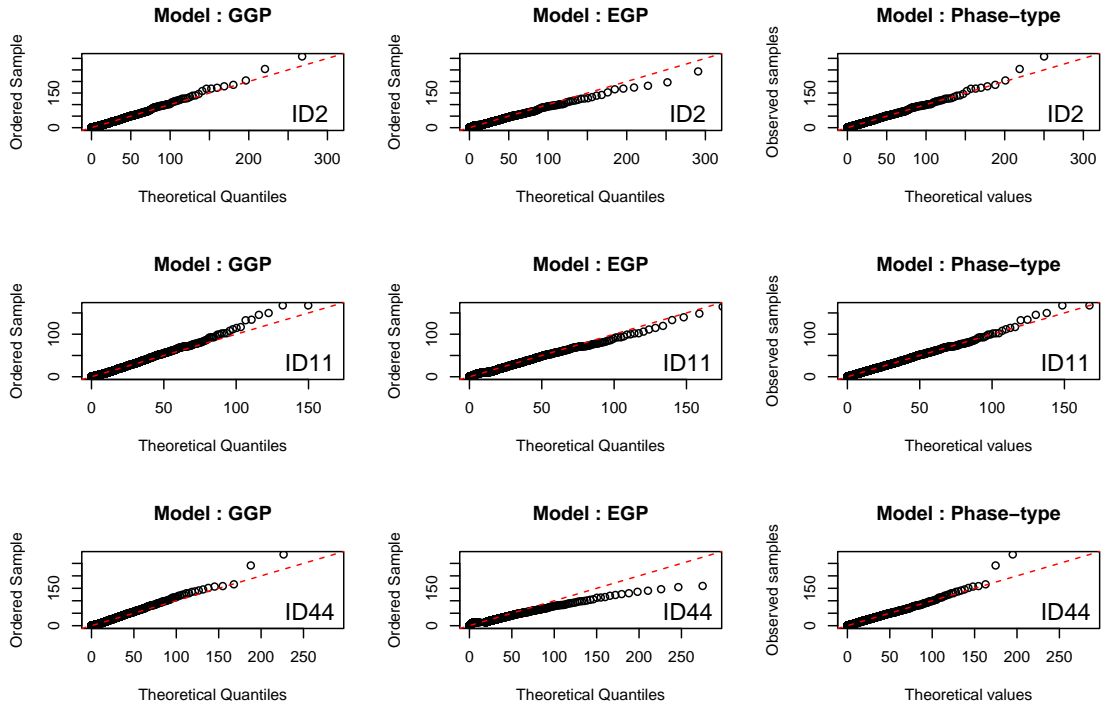 Model : GGP
Model : EGP
Model : Phase−type
Ordered Sample
0 150
ID2
0 50 100 200 300
Theoretical Quantiles
Ordered Sample
0 150
ID2
0 50 100 200 300
Theoretical Quantiles
Observed samples
0 150
ID2
0 50 100 200 300
Theoretical values
Model : GGP
Model : EGP
Model : Phase−type
Ordered Sample
0 100
ID11
0 50 100 150
Theoretical Quantiles
Ordered Sample
0 100
ID11
0 50 100 150
Theoretical Quantiles
Observed samples
0 100
ID11
0 50 100 150
Theoretical values
Model : GGP
Model : EGP
Model : Phase−type
Ordered Sample
0 150
ID44
0 50 100 150 200 250
Theoretical Quantiles
Ordered Sample
0 150
ID44
0 50 100 150 200 250
Theoretical Quantiles
Observed samples
0 150
ID44
0 50 100 150 200 250
Theoretical values